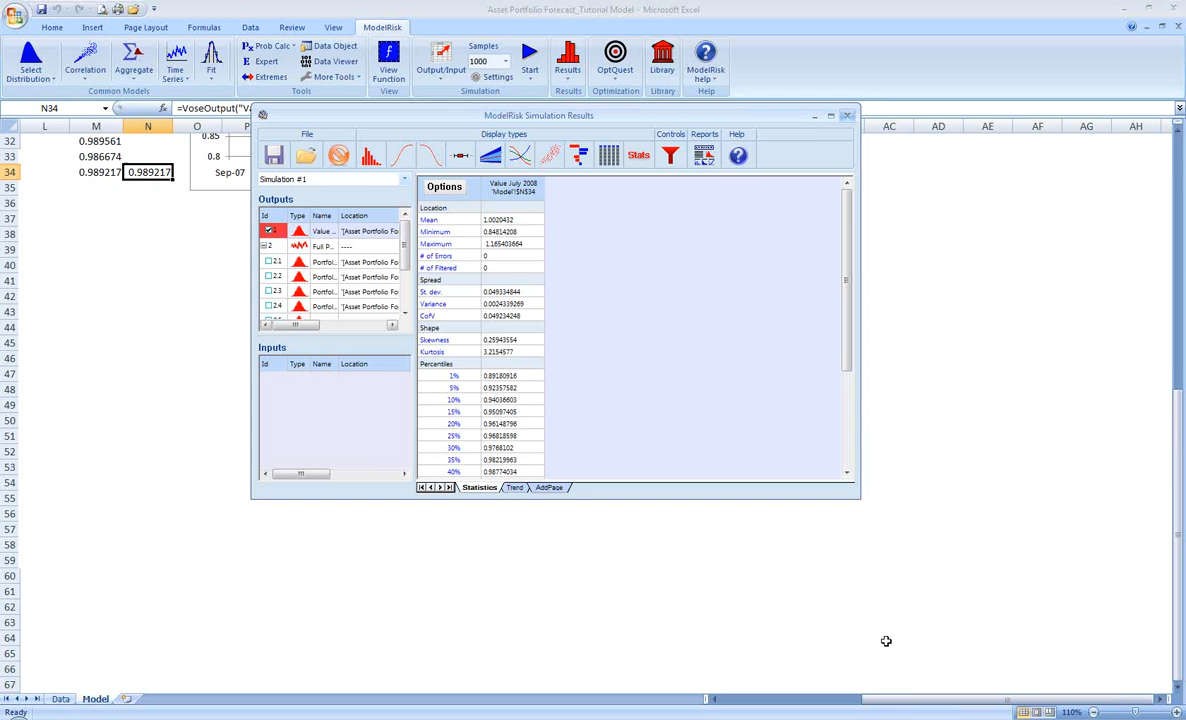 Asset Portfolio Forecast_Tutorial Model - Microsoft Excel
Home Insert Page Layout Formulas Data Review View ModelRisk
Select Distribution
Correlation
Aggregate
Time Series
Fit
Common Models
Prob Calc
Expert
Extremes
Data Object
Data Viewer
More Tools
Tools
View Function
View
Output/Input
Samples
1000
Settings
Start
Simulation
Results
Results
OptQuest
Optimization
Library
Library
ModelRisk help
Help
N34
fx
=VoseOutput("Va
L M N O P AC AD AE AF AG AH
32 0.989561
33 0.986674
34 0.989217 0.989217
35
36
37
38
39
40
41
42
43
44
45
46
47
48
49
50
51
52
53
54
55
56
57
58
59
60
61
62
63
64
65
66
67
0.85
0.8
Sep-07
ModelRisk Simulation Results
File Display types Controls Reports Help
Stats
Simulation #1
Outputs
Id Type Name Location
1 Value ... '[Asset Portfolio Fo
2 Full P... ----
2.1 Portfol... '[Asset Portfolio Fo
2.2 Portfol... '[Asset Portfolio Fo
2.3 Portfol... '[Asset Portfolio Fo
2.4 Portfol... '[Asset Portfolio Fo
Inputs
Id Type Name Location
Options
Value July 2008
'Model'!$N$34
Location
Mean 1.0020432
Minimum 0.84814208
Maximum 1.165403664
# of Errors 0
# of Filtered 0
Spread
St. dev. 0.049334844
Variance 0.0024339269
CofV 0.049234248
Shape
Skewness 0.25943554
Kurtosis 3.2154577
Percentiles
1% 0.89180916
5% 0.92357582
10% 0.94036603
15% 0.95097405
20% 0.96148796
25% 0.96818598
30% 0.9768102
35% 0.98219963
40% 0.98774034
Statistics Trend AddPage
Data Model
Ready
110%